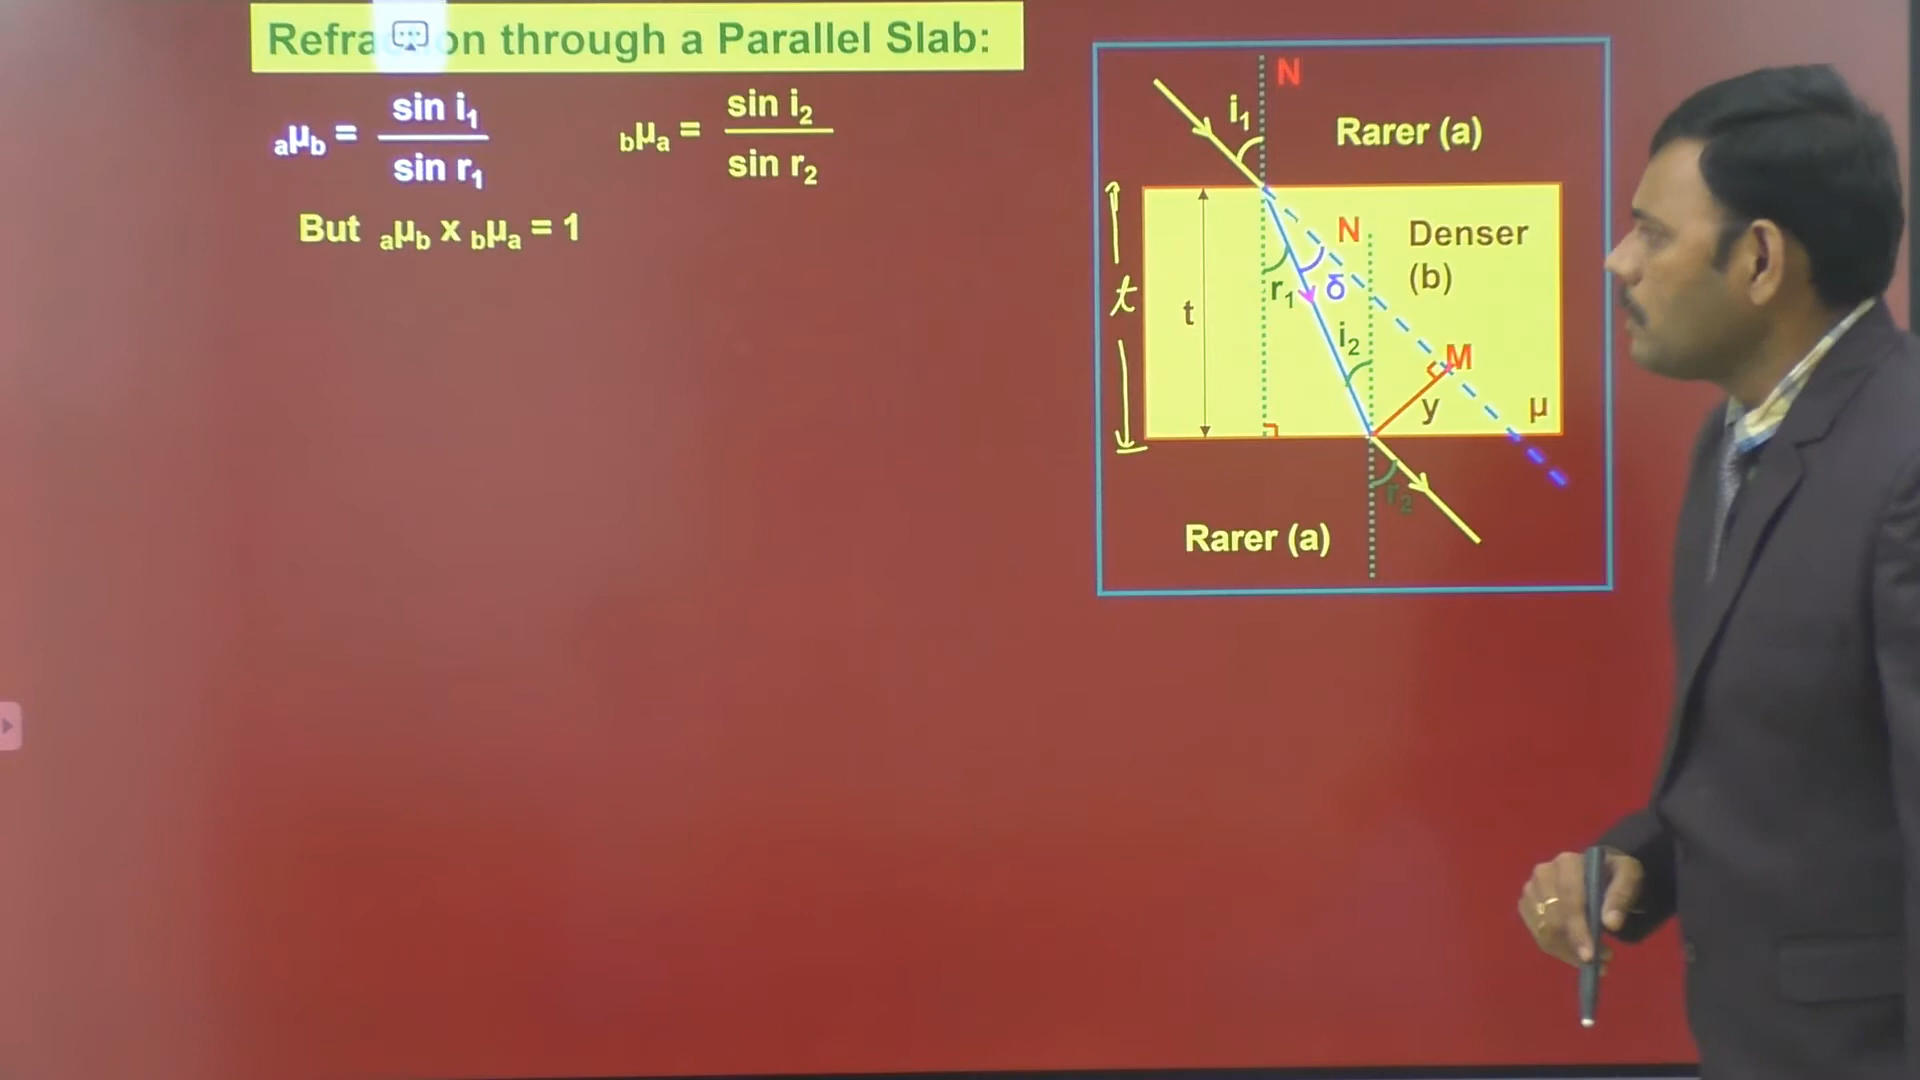 Refra on through a Parallel Slab:
aμb = sin i1 / sin r1
bμa = sin i2 / sin r2
But aμb x bμa = 1
N
i1
Rarer (a)
N
Denser
(b)
t
t
r1
δ
i2
M
y
μ
r2
Rarer (a)